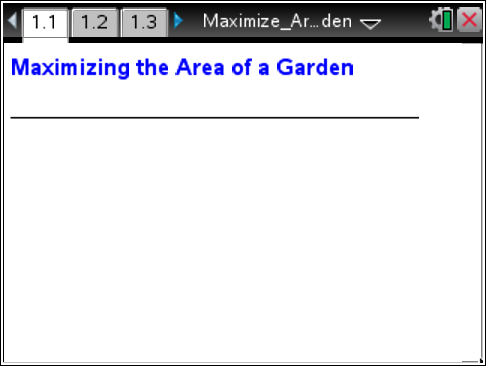 1.1 1.2 1.3 Maximize_Ar...den
Maximizing the Area of a Garden